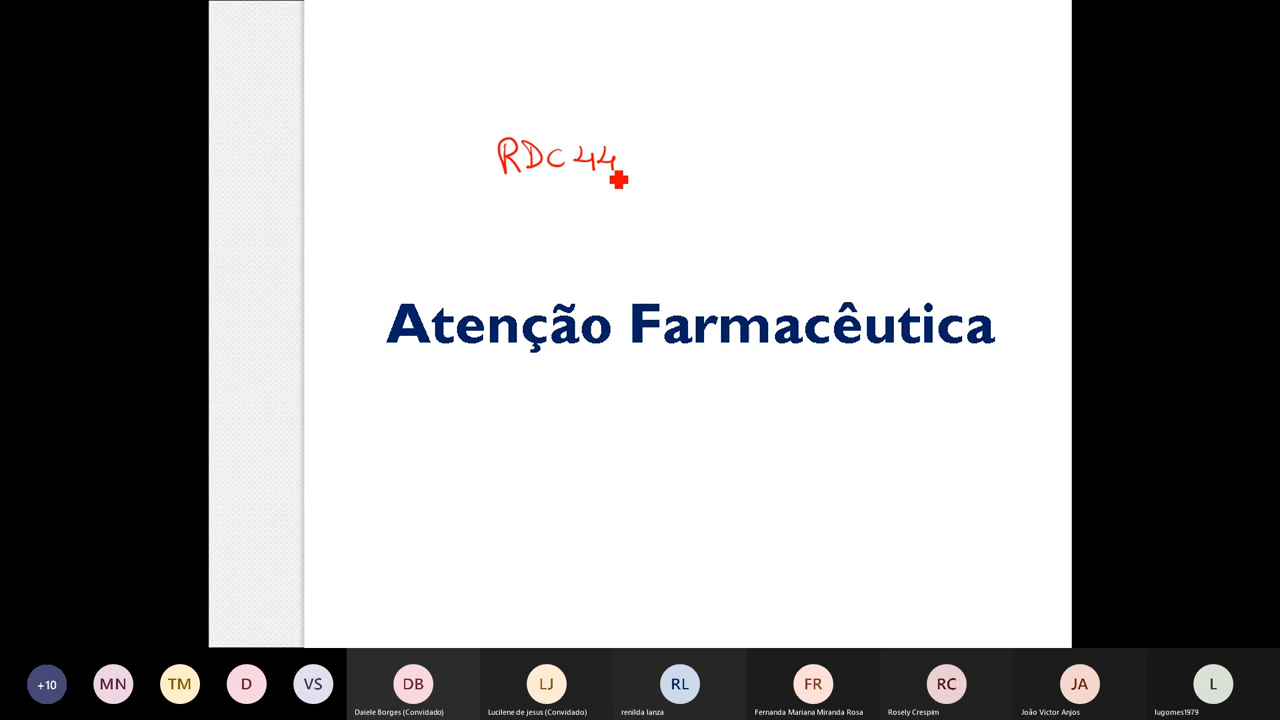 RDC 44
Atenção Farmacêutica
+10
MN
TM
D
VS
DB
LJ
RL
FR
RC
JA
L
Daiele Borges (Convidado)
Lucilene de jesus (Convidado)
renilda lanza
Fernanda Mariana Miranda Rosa
Rosely Crespim
João Victor Anjos
lugomes1979